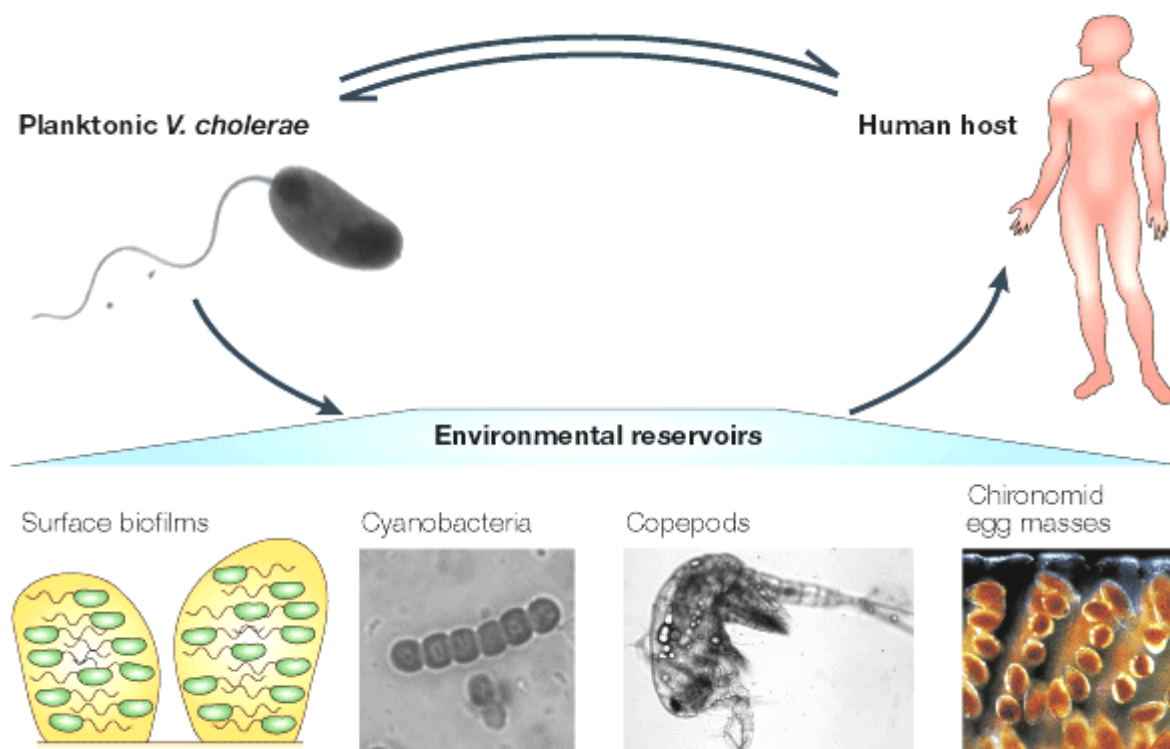 Planktonic V. cholerae
Human host
Environmental reservoirs
Surface biofilms
Cyanobacteria
Copepods
Chironomid
egg masses